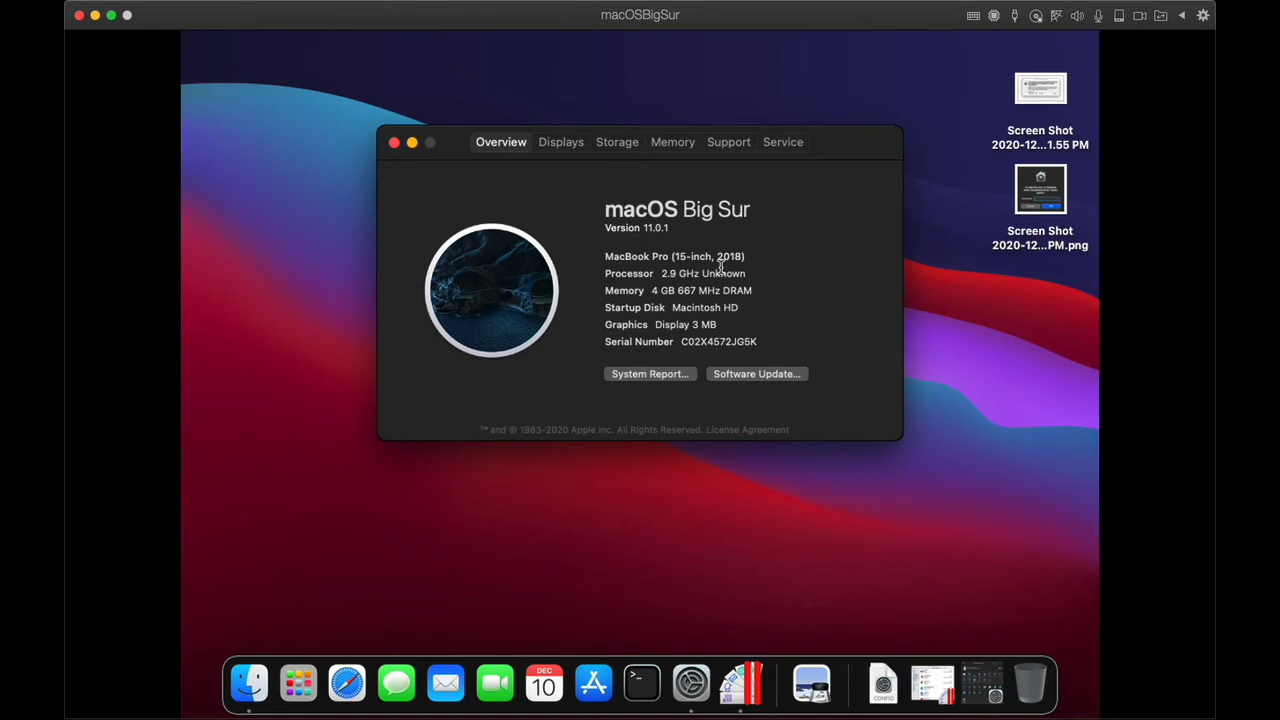 macOSBigSur
Overview Displays Storage Memory Support Service
macOS Big Sur
Version 11.0.1
MacBook Pro (15-inch, 2018)
Processor 2.9 GHz Unknown
Memory 4 GB 667 MHz DRAM
Startup Disk Macintosh HD
Graphics Display 3 MB
Serial Number C02X4572JG5K
System Report... Software Update...
™ and © 1983-2020 Apple Inc. All Rights Reserved. License Agreement
Screen Shot
2020-12...1.55 PM
Screen Shot
2020-12...PM.png
DEC
10
>_
CONFIG